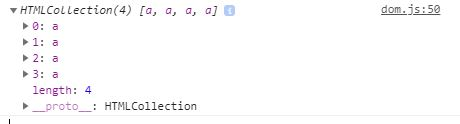 ▼HTMLCollection(4) [a, a, a, a] i dom.js:50
▶ 0: a
▶ 1: a
▶ 2: a
▶ 3: a
length: 4
▶ __proto__: HTMLCollection